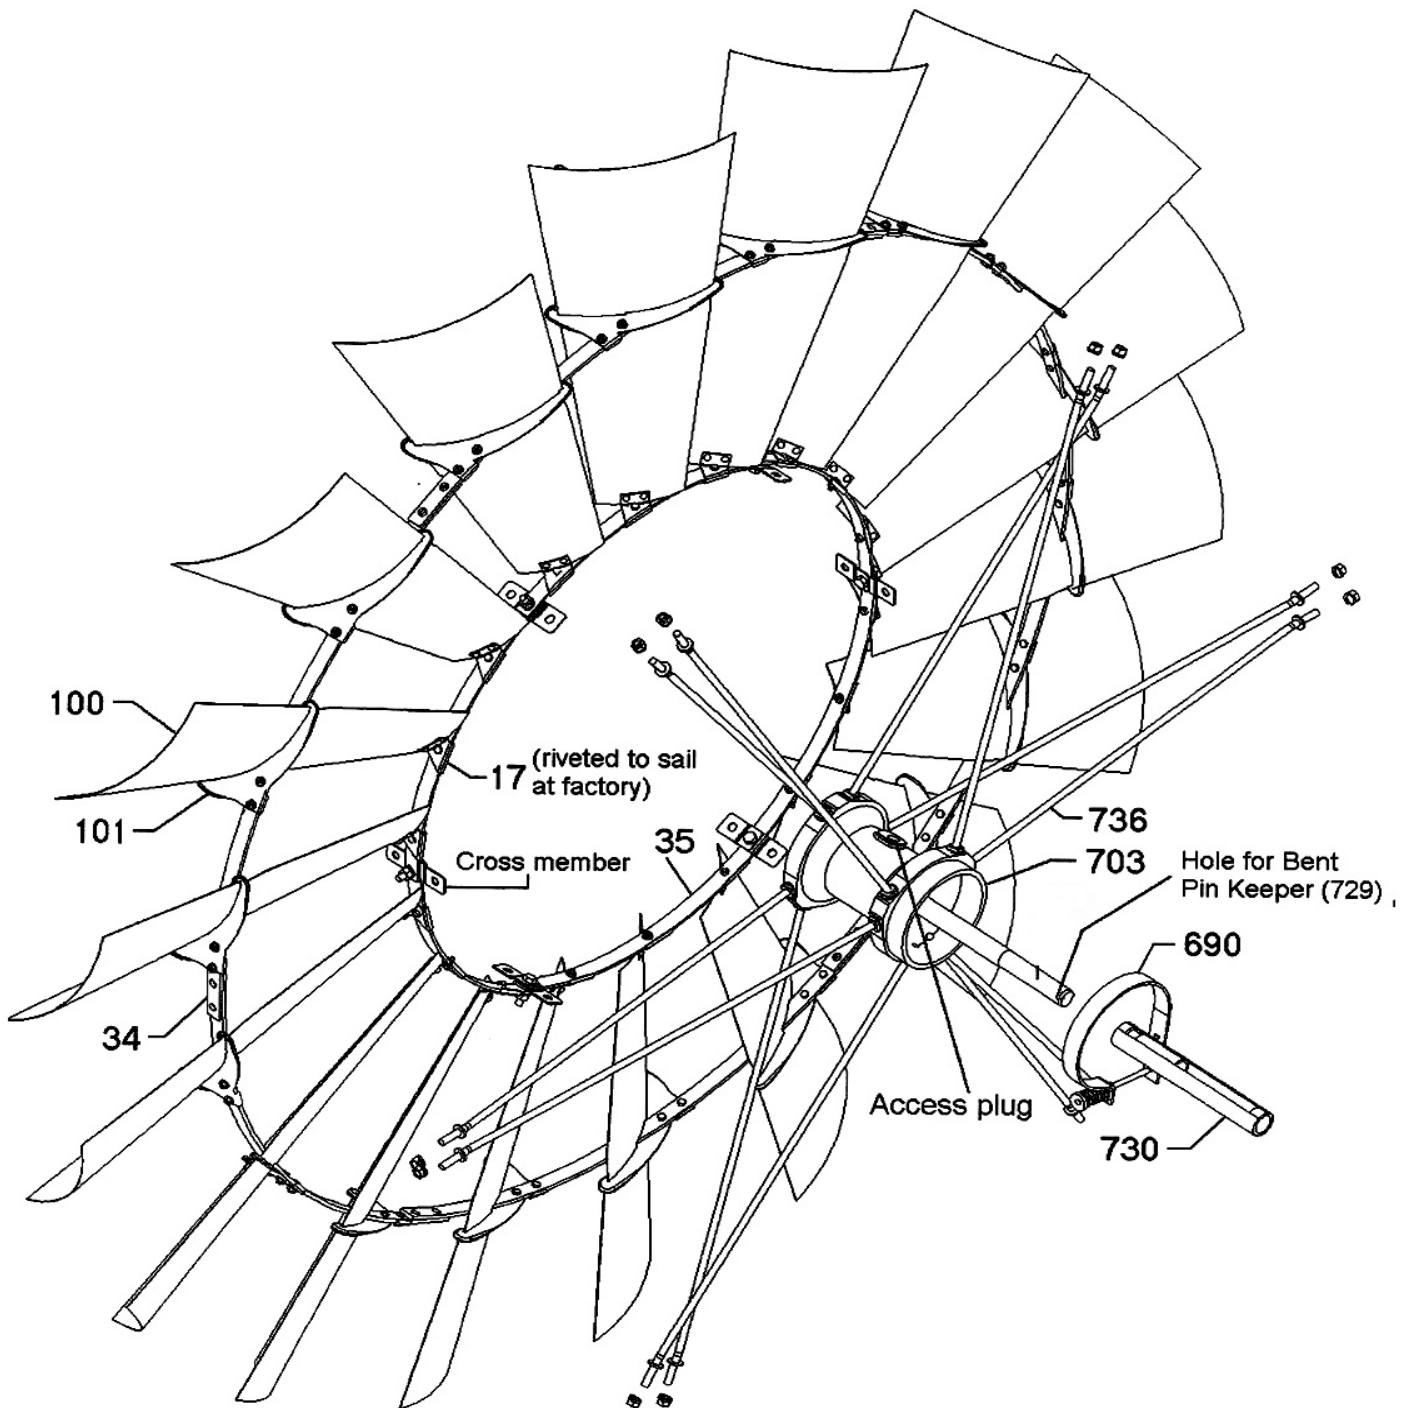 100
17 (riveted to sail
at factory)
101
35
Cross member
736
703
Hole for Bent
Pin Keeper (729)
690
34
Access plug
730